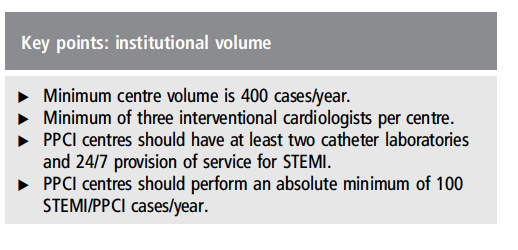 Key points: institutional volume
▶ Minimum centre volume is 400 cases/year.
▶ Minimum of three interventional cardiologists per centre.
▶ PPCI centres should have at least two catheter laboratories
and 24/7 provision of service for STEMI.
▶ PPCI centres should perform an absolute minimum of 100
STEMI/PPCI cases/year.